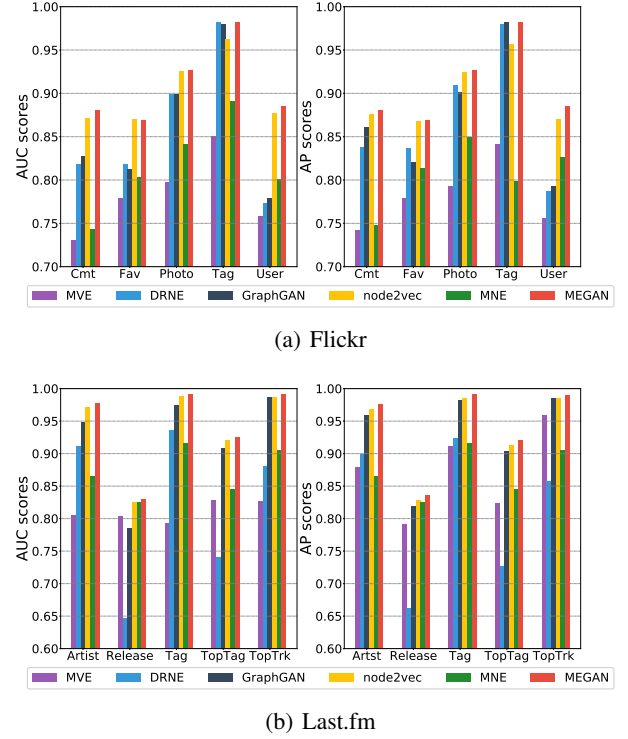 1.00
0.95
0.90
0.85
0.80
0.75
0.70
AUC scores
Cmt Fav Photo Tag User
1.00
0.95
0.90
0.85
0.80
0.75
0.70
AP scores
Cmt Fav Photo Tag User
MVE DRNE GraphGAN node2vec MNE MEGAN
(a) Flickr
1.00
0.95
0.90
0.85
0.80
0.75
0.70
0.65
0.60
AUC scores
Artist Release Tag TopTag TopTrk
1.00
0.95
0.90
0.85
0.80
0.75
0.70
0.65
0.60
AP scores
Artst Release Tag TopTag TopTrk
MVE DRNE GraphGAN node2vec MNE MEGAN
(b) Last.fm